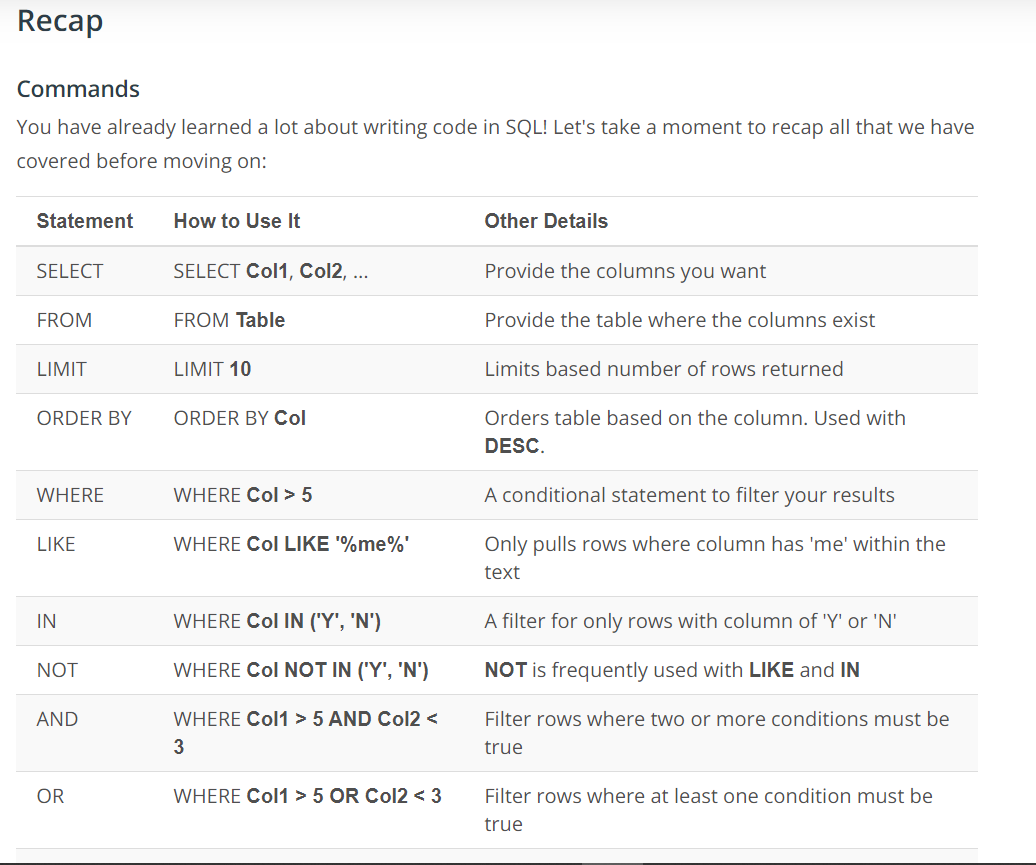 Recap
Commands
You have already learned a lot about writing code in SQL! Let's take a moment to recap all that we have
covered before moving on:
Statement How to Use It Other Details
SELECT SELECT Col1, Col2, ... Provide the columns you want
FROM FROM Table Provide the table where the columns exist
LIMIT LIMIT 10 Limits based number of rows returned
ORDER BY ORDER BY Col Orders table based on the column. Used with
DESC.
WHERE WHERE Col > 5 A conditional statement to filter your results
LIKE WHERE Col LIKE '%me%' Only pulls rows where column has 'me' within the
text
IN WHERE Col IN ('Y', 'N') A filter for only rows with column of 'Y' or 'N'
NOT WHERE Col NOT IN ('Y', 'N') NOT is frequently used with LIKE and IN
AND WHERE Col1 > 5 AND Col2 < Filter rows where two or more conditions must be
3 true
OR WHERE Col1 > 5 OR Col2 < 3 Filter rows where at least one condition must be
true